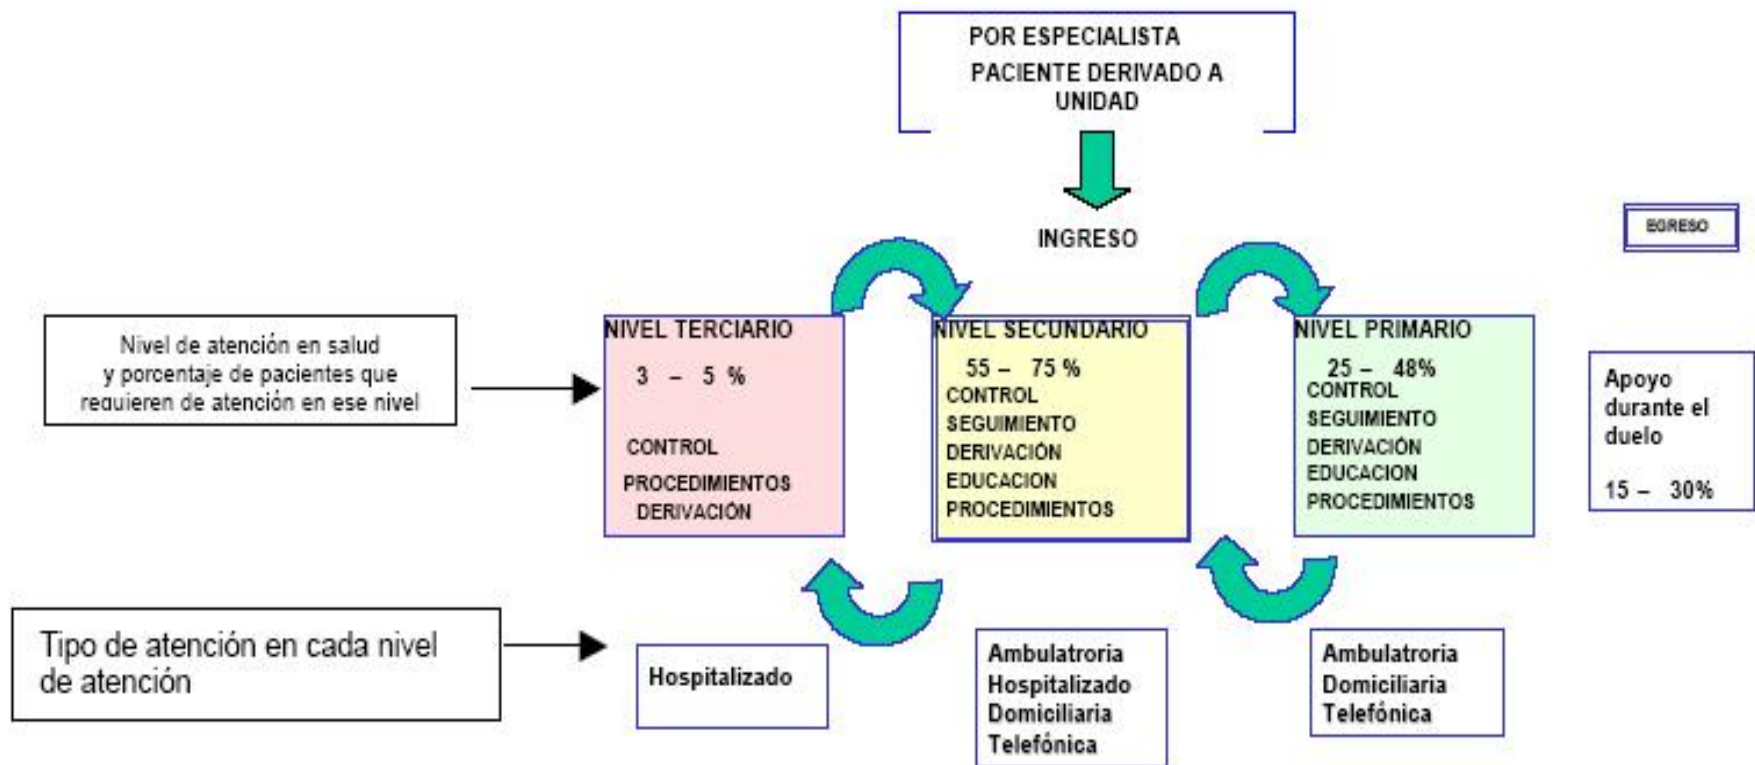 POR ESPECIALISTA
PACIENTE DERIVADO A
UNIDAD
INGRESO
EGRESO
Nivel de atención en salud
y porcentaje de pacientes que
requieren de atención en ese nivel
NIVEL TERCIARIO
3 – 5 %
CONTROL
PROCEDIMIENTOS
DERIVACIÓN
NIVEL SECUNDARIO
55 – 75 %
CONTROL
SEGUIMIENTO
DERIVACIÓN
EDUCACION
PROCEDIMIENTOS
NIVEL PRIMARIO
25 – 48%
CONTROL
SEGUIMIENTO
DERIVACIÓN
EDUCACION
PROCEDIMIENTOS
Apoyo
durante el
duelo
15 – 30%
Tipo de atención en cada nivel
de atención
Hospitalizado
Ambulatroria
Hospitalizado
Domiciliaria
Telefónica
Ambulatroria
Domiciliaria
Telefónica